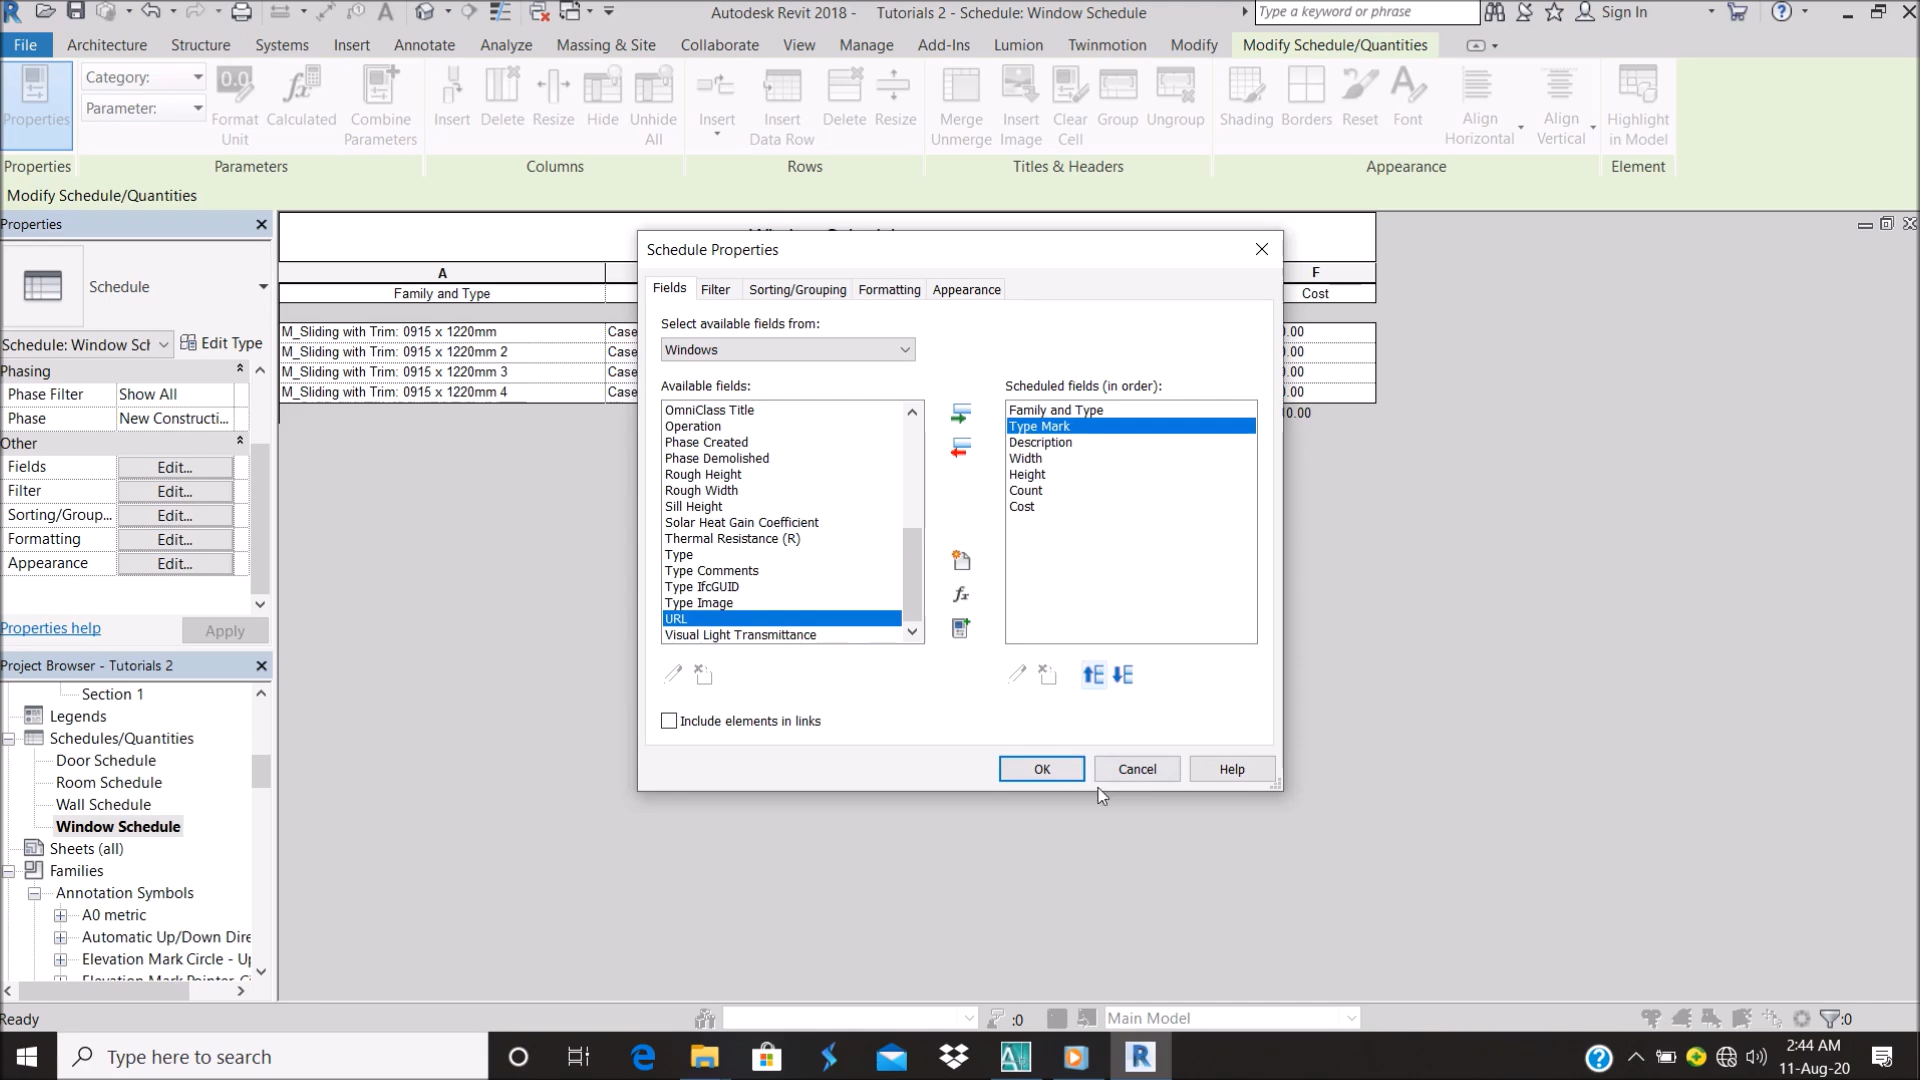 Autodesk Revit 2018 - Tutorials 2 - Schedule: Window Schedule
Type a keyword or phrase
Sign In
File Architecture Structure Systems Insert Annotate Analyze Massing & Site Collaborate View Manage Add-Ins Lumion Twinmotion Modify Modify Schedule/Quantities
Properties
Category:
Parameter:
Format Unit
Calculated
Combine Parameters
Insert Delete Resize Hide Unhide All
Insert
Insert Data Row
Delete Resize
Merge Unmerge
Insert Image
Clear Cell
Group Ungroup
Shading Borders Reset Font
Align Horizontal
Align Vertical
Highlight in Model
Properties Parameters Columns Rows Titles & Headers Appearance Element
Modify Schedule/Quantities
Properties
Schedule
Schedule: Window Sch
Edit Type
Phasing
Phase Filter Show All
Phase New Constructi...
Other
Fields Edit...
Filter Edit...
Sorting/Group... Edit...
Formatting Edit...
Appearance Edit...
Properties help
Apply
Project Browser - Tutorials 2
Section 1
Legends
Schedules/Quantities
Door Schedule
Room Schedule
Wall Schedule
Window Schedule
Sheets (all)
Families
Annotation Symbols
A0 metric
Automatic Up/Down Dire
Elevation Mark Circle - Up
A F
Family and Type Cost
M_Sliding with Trim: 0915 x 1220mm Case 0.00
M_Sliding with Trim: 0915 x 1220mm 2 Case 0.00
M_Sliding with Trim: 0915 x 1220mm 3 Case 0.00
M_Sliding with Trim: 0915 x 1220mm 4 Case 0.00
0.00
Schedule Properties
Fields Filter Sorting/Grouping Formatting Appearance
Select available fields from:
Windows
Available fields:
OmniClass Title
Operation
Phase Created
Phase Demolished
Rough Height
Rough Width
Sill Height
Solar Heat Gain Coefficient
Thermal Resistance (R)
Type
Type Comments
Type IfcGUID
Type Image
URL
Visual Light Transmittance
Scheduled fields (in order):
Family and Type
Type Mark
Description
Width
Height
Count
Cost
Include elements in links
OK Cancel Help
Ready
:0
Main Model
:0
Type here to search
2:44 AM
11-Aug-20